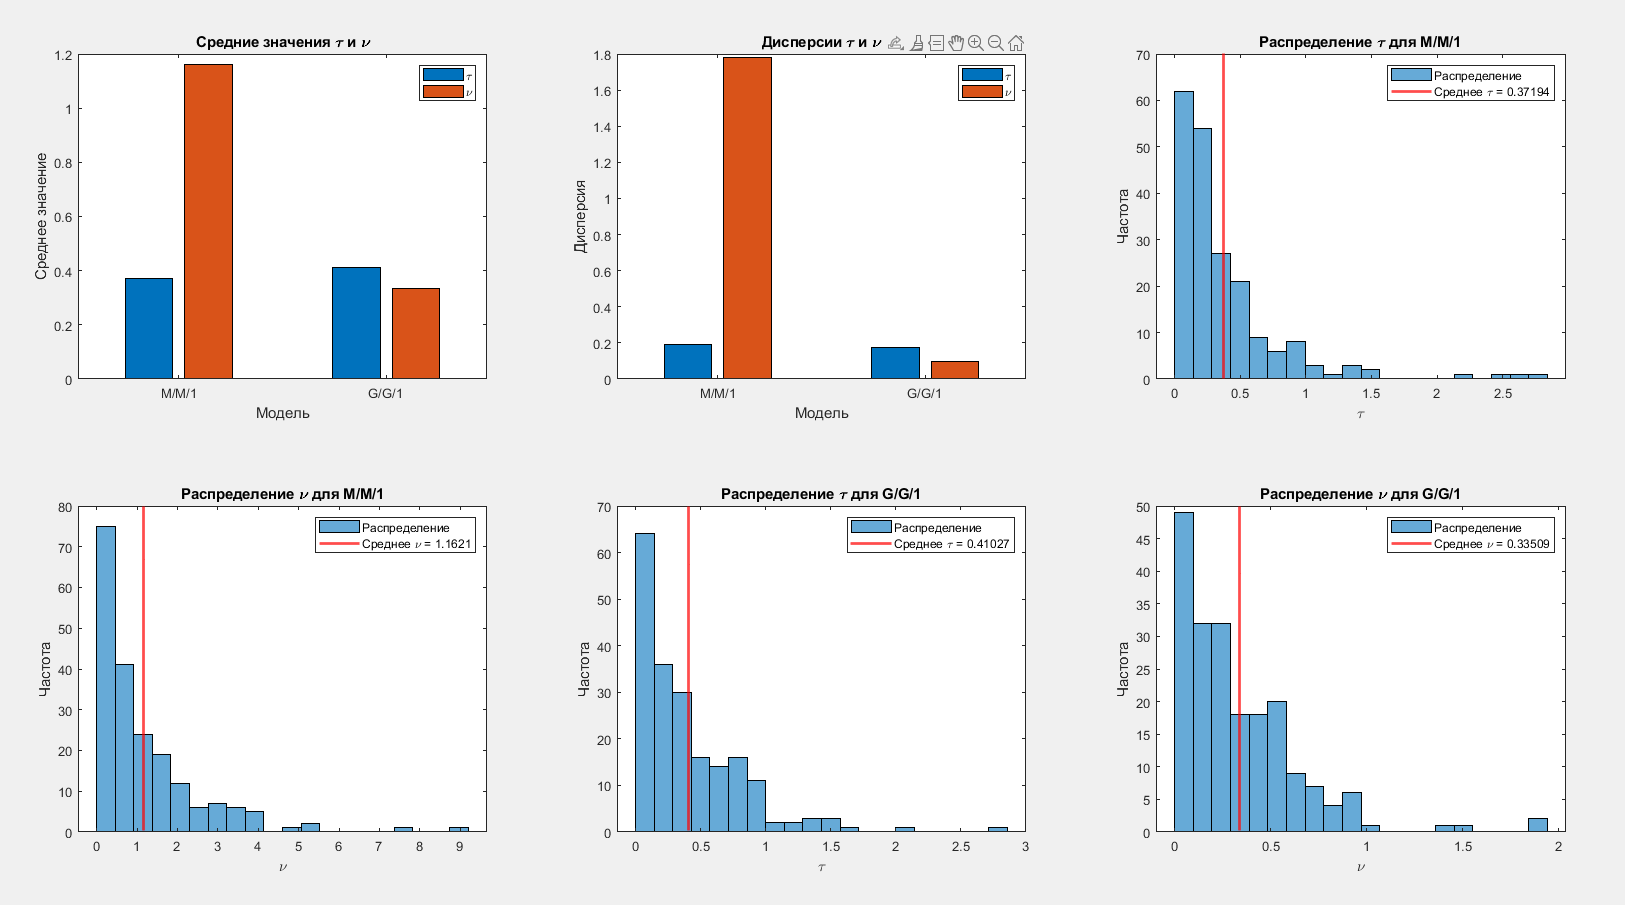 Средние значения τ и ν
1.2
1
0.8
0.6
0.4
0.2
0
Среднее значение
τ
ν
M/M/1
G/G/1
Модель
Дисперсии τ и ν
1.8
1.6
1.4
1.2
1
0.8
0.6
0.4
0.2
0
Дисперсия
τ
ν
M/M/1
G/G/1
Модель
Распределение τ для M/M/1
70
60
50
40
30
20
10
0
Частота
Распределение
Среднее τ = 0.37194
0 0.5 1 1.5 2 2.5
τ
Распределение ν для M/M/1
80
70
60
50
40
30
20
10
0
Частота
Распределение
Среднее ν = 1.1621
0 1 2 3 4 5 6 7 8 9
ν
Распределение τ для G/G/1
70
60
50
40
30
20
10
0
Частота
Распределение
Среднее τ = 0.41027
0 0.5 1 1.5 2 2.5 3
τ
Распределение ν для G/G/1
50
45
40
35
30
25
20
15
10
5
0
Частота
Распределение
Среднее ν = 0.33509
0 0.5 1 1.5 2
ν